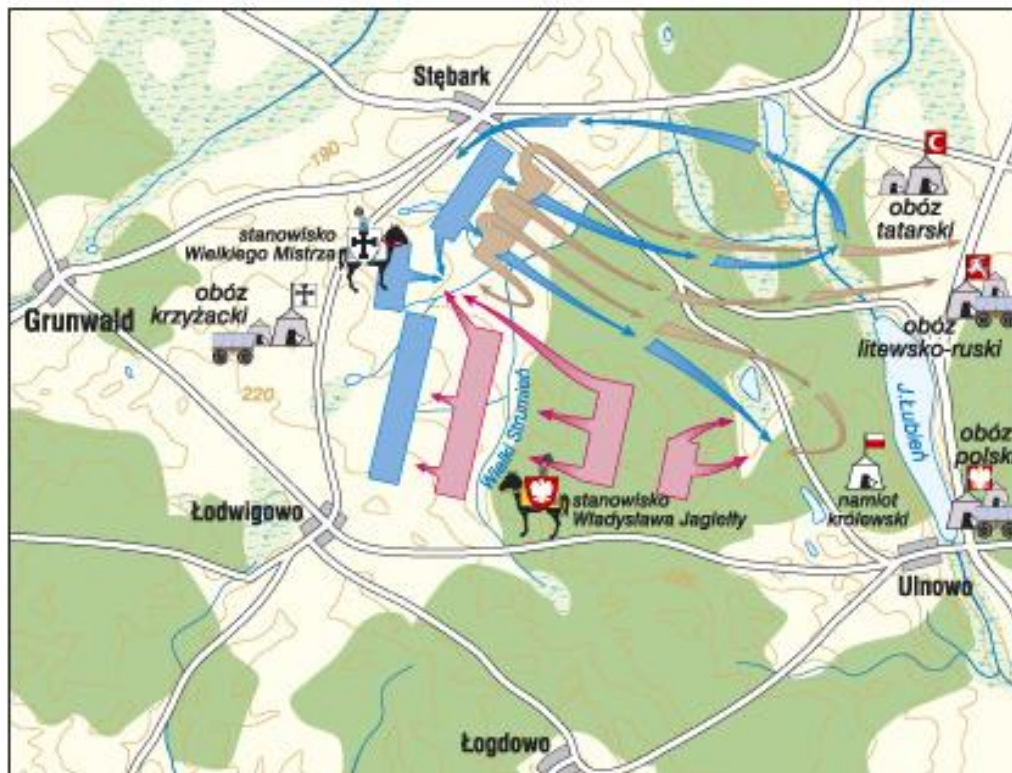 Stębark
190
obóz
tatarski
stanowisko
Wielkiego Mistrza
obóz
krzyżacki
Grunwald
obóz
litewsko-ruski
220
J.Łubień
Wielki Strumień
obóz
polski
stanowisko
Władysława Jagiełły
namiot
królewski
Łodwigowo
Ulnowo
Łogdowo